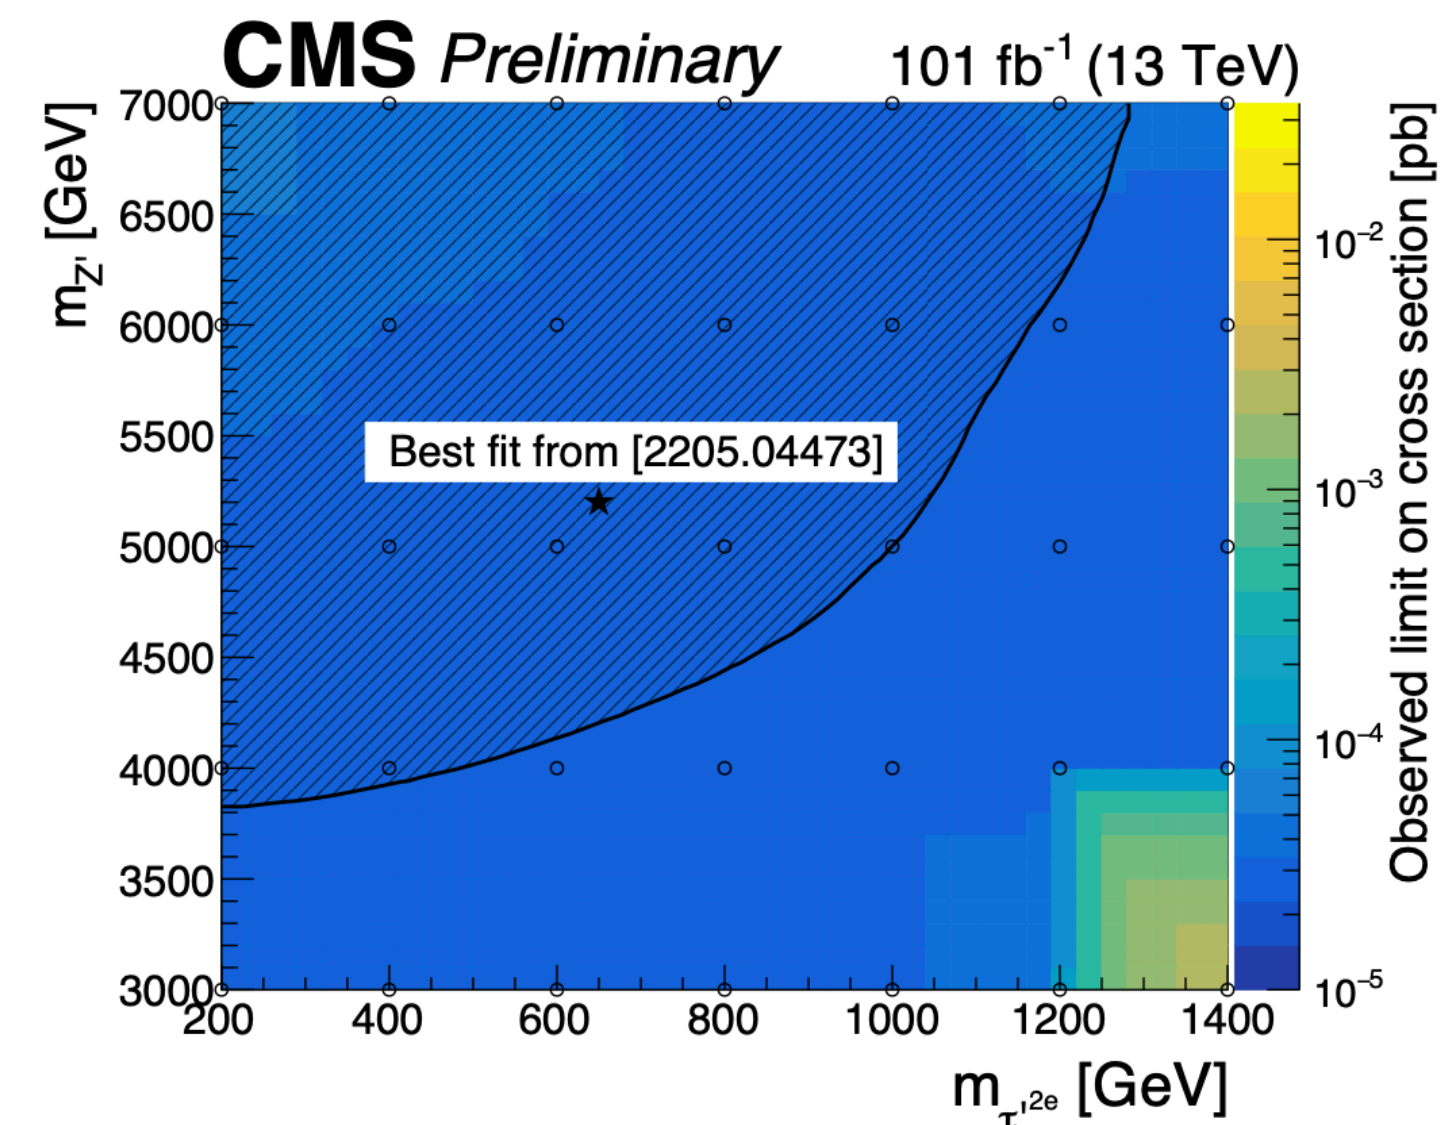 CMS Preliminary 101 fb⁻¹ (13 TeV)
m_Z' [GeV]
7000
6500
6000
5500
5000
4500
4000
3500
3000
Best fit from [2205.04473]
200 400 600 800 1000 1200 1400
m_τ'²ᵉ [GeV]
10⁻²
10⁻³
10⁻⁴
10⁻⁵
Observed limit on cross section [pb]